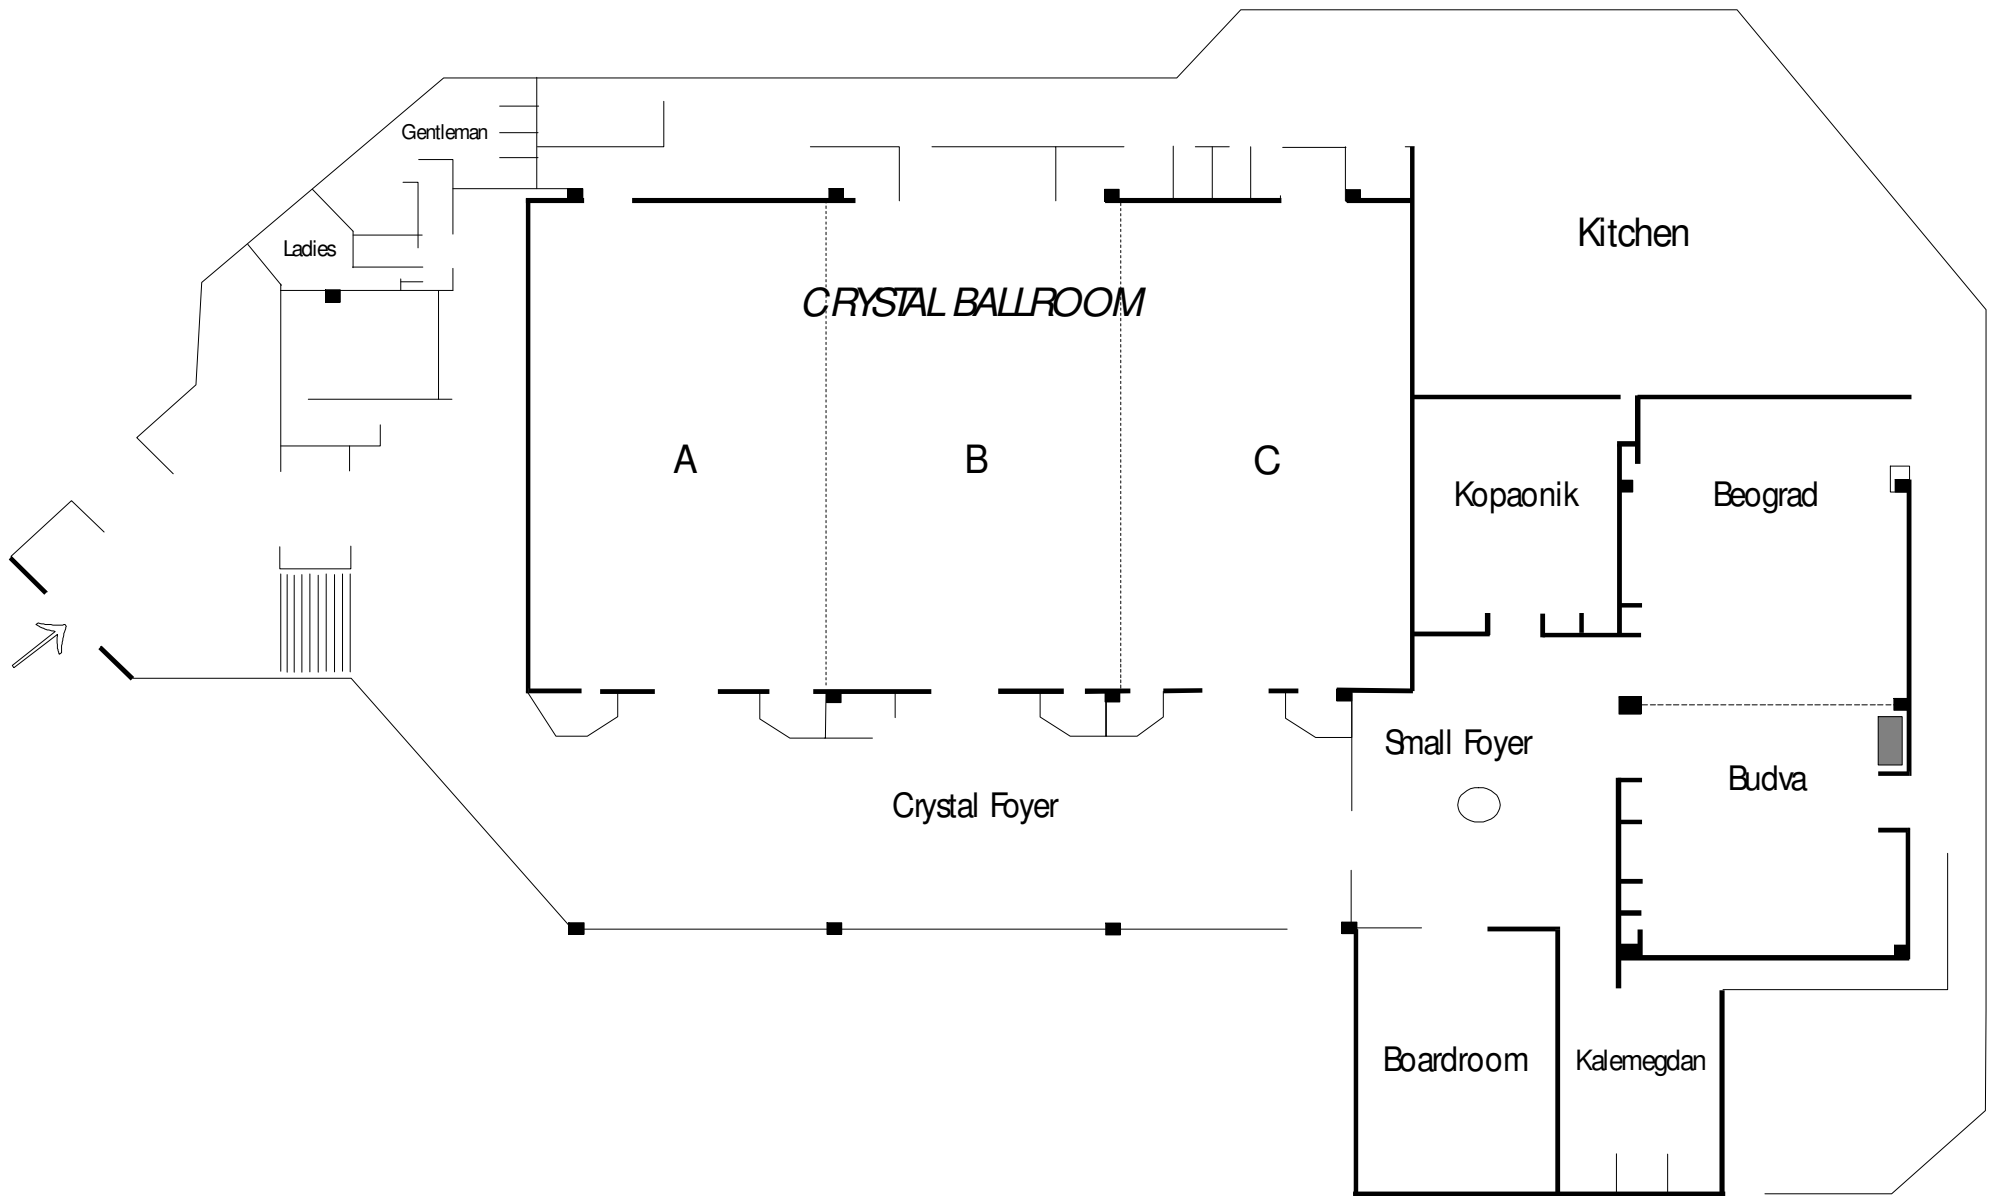 Gentleman
Kitchen
Ladies
CRYSTAL BALLROOM
A
B
C
Kopaonik
Beograd
Small Foyer
Budva
Crystal Foyer
Boardroom
Kalemegdan